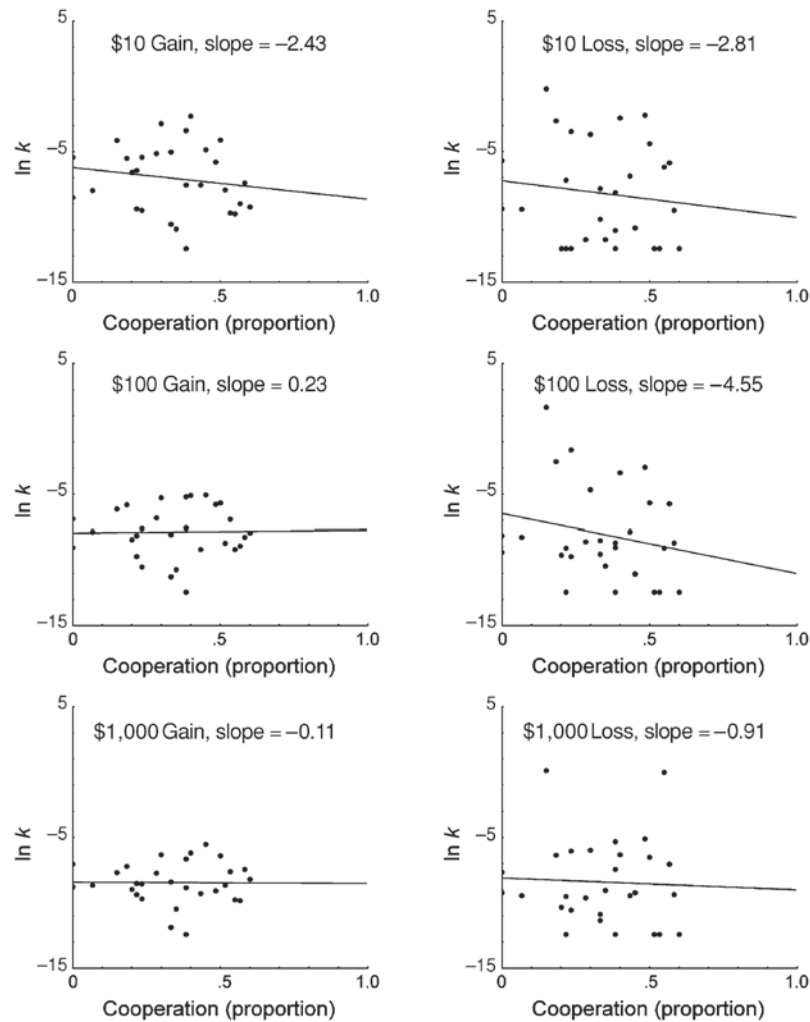 5
$10 Gain, slope = −2.43
ln k
−5
−15
0
.5
1.0
Cooperation (proportion)
5
$10 Loss, slope = −2.81
ln k
−5
−15
0
.5
1.0
Cooperation (proportion)
5
$100 Gain, slope = 0.23
ln k
−5
−15
0
.5
1.0
Cooperation (proportion)
5
$100 Loss, slope = −4.55
ln k
−5
−15
0
.5
1.0
Cooperation (proportion)
5
$1,000 Gain, slope = −0.11
ln k
−5
−15
0
.5
1.0
Cooperation (proportion)
5
$1,000 Loss, slope = −0.91
ln k
−5
−15
0
.5
1.0
Cooperation (proportion)